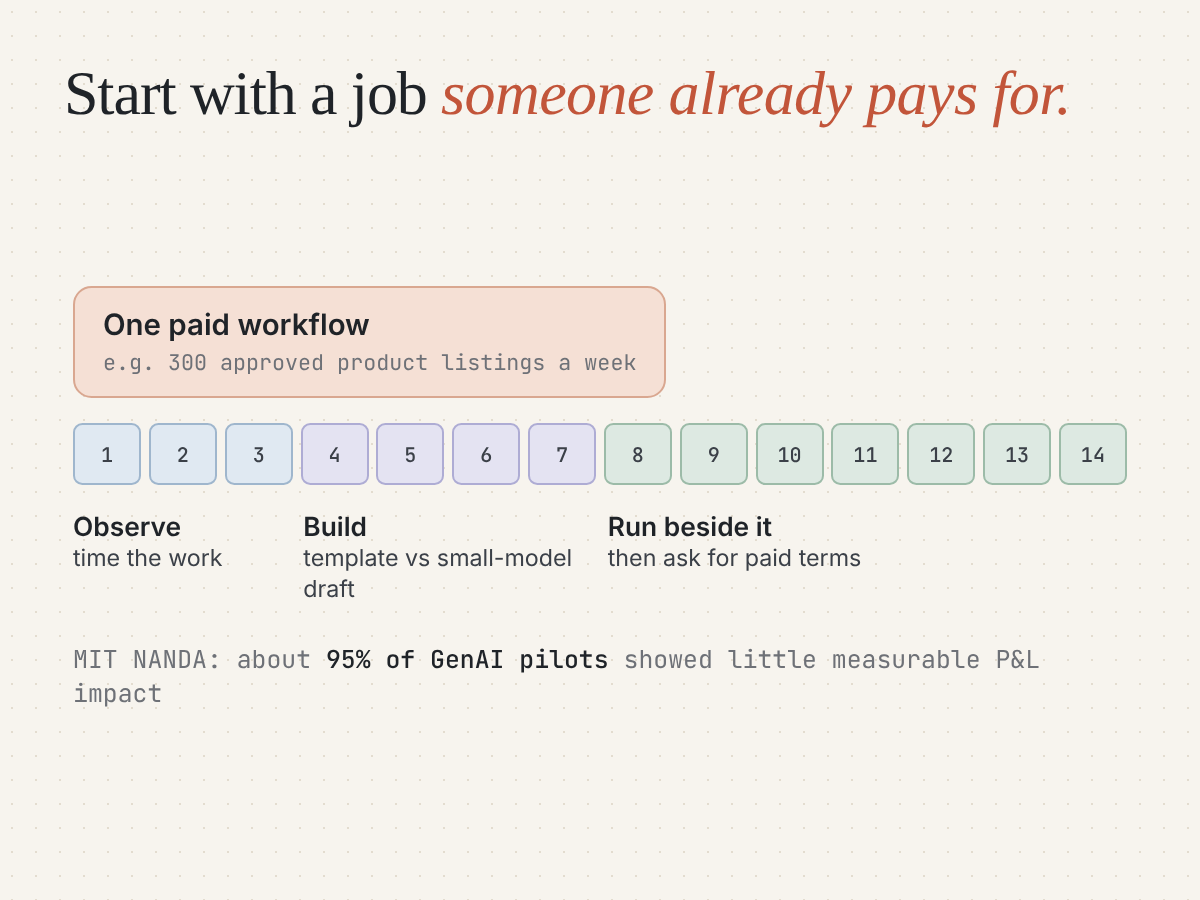 Start with a job someone already pays for.
One paid workflow
e.g. 300 approved product listings a week
1 2 3 4 5 6 7 8 9 10 11 12 13 14
Observe
time the work
Build
template vs small-model
draft
Run beside it
then ask for paid terms
MIT NANDA: about 95% of GenAI pilots showed little measurable P&L
impact